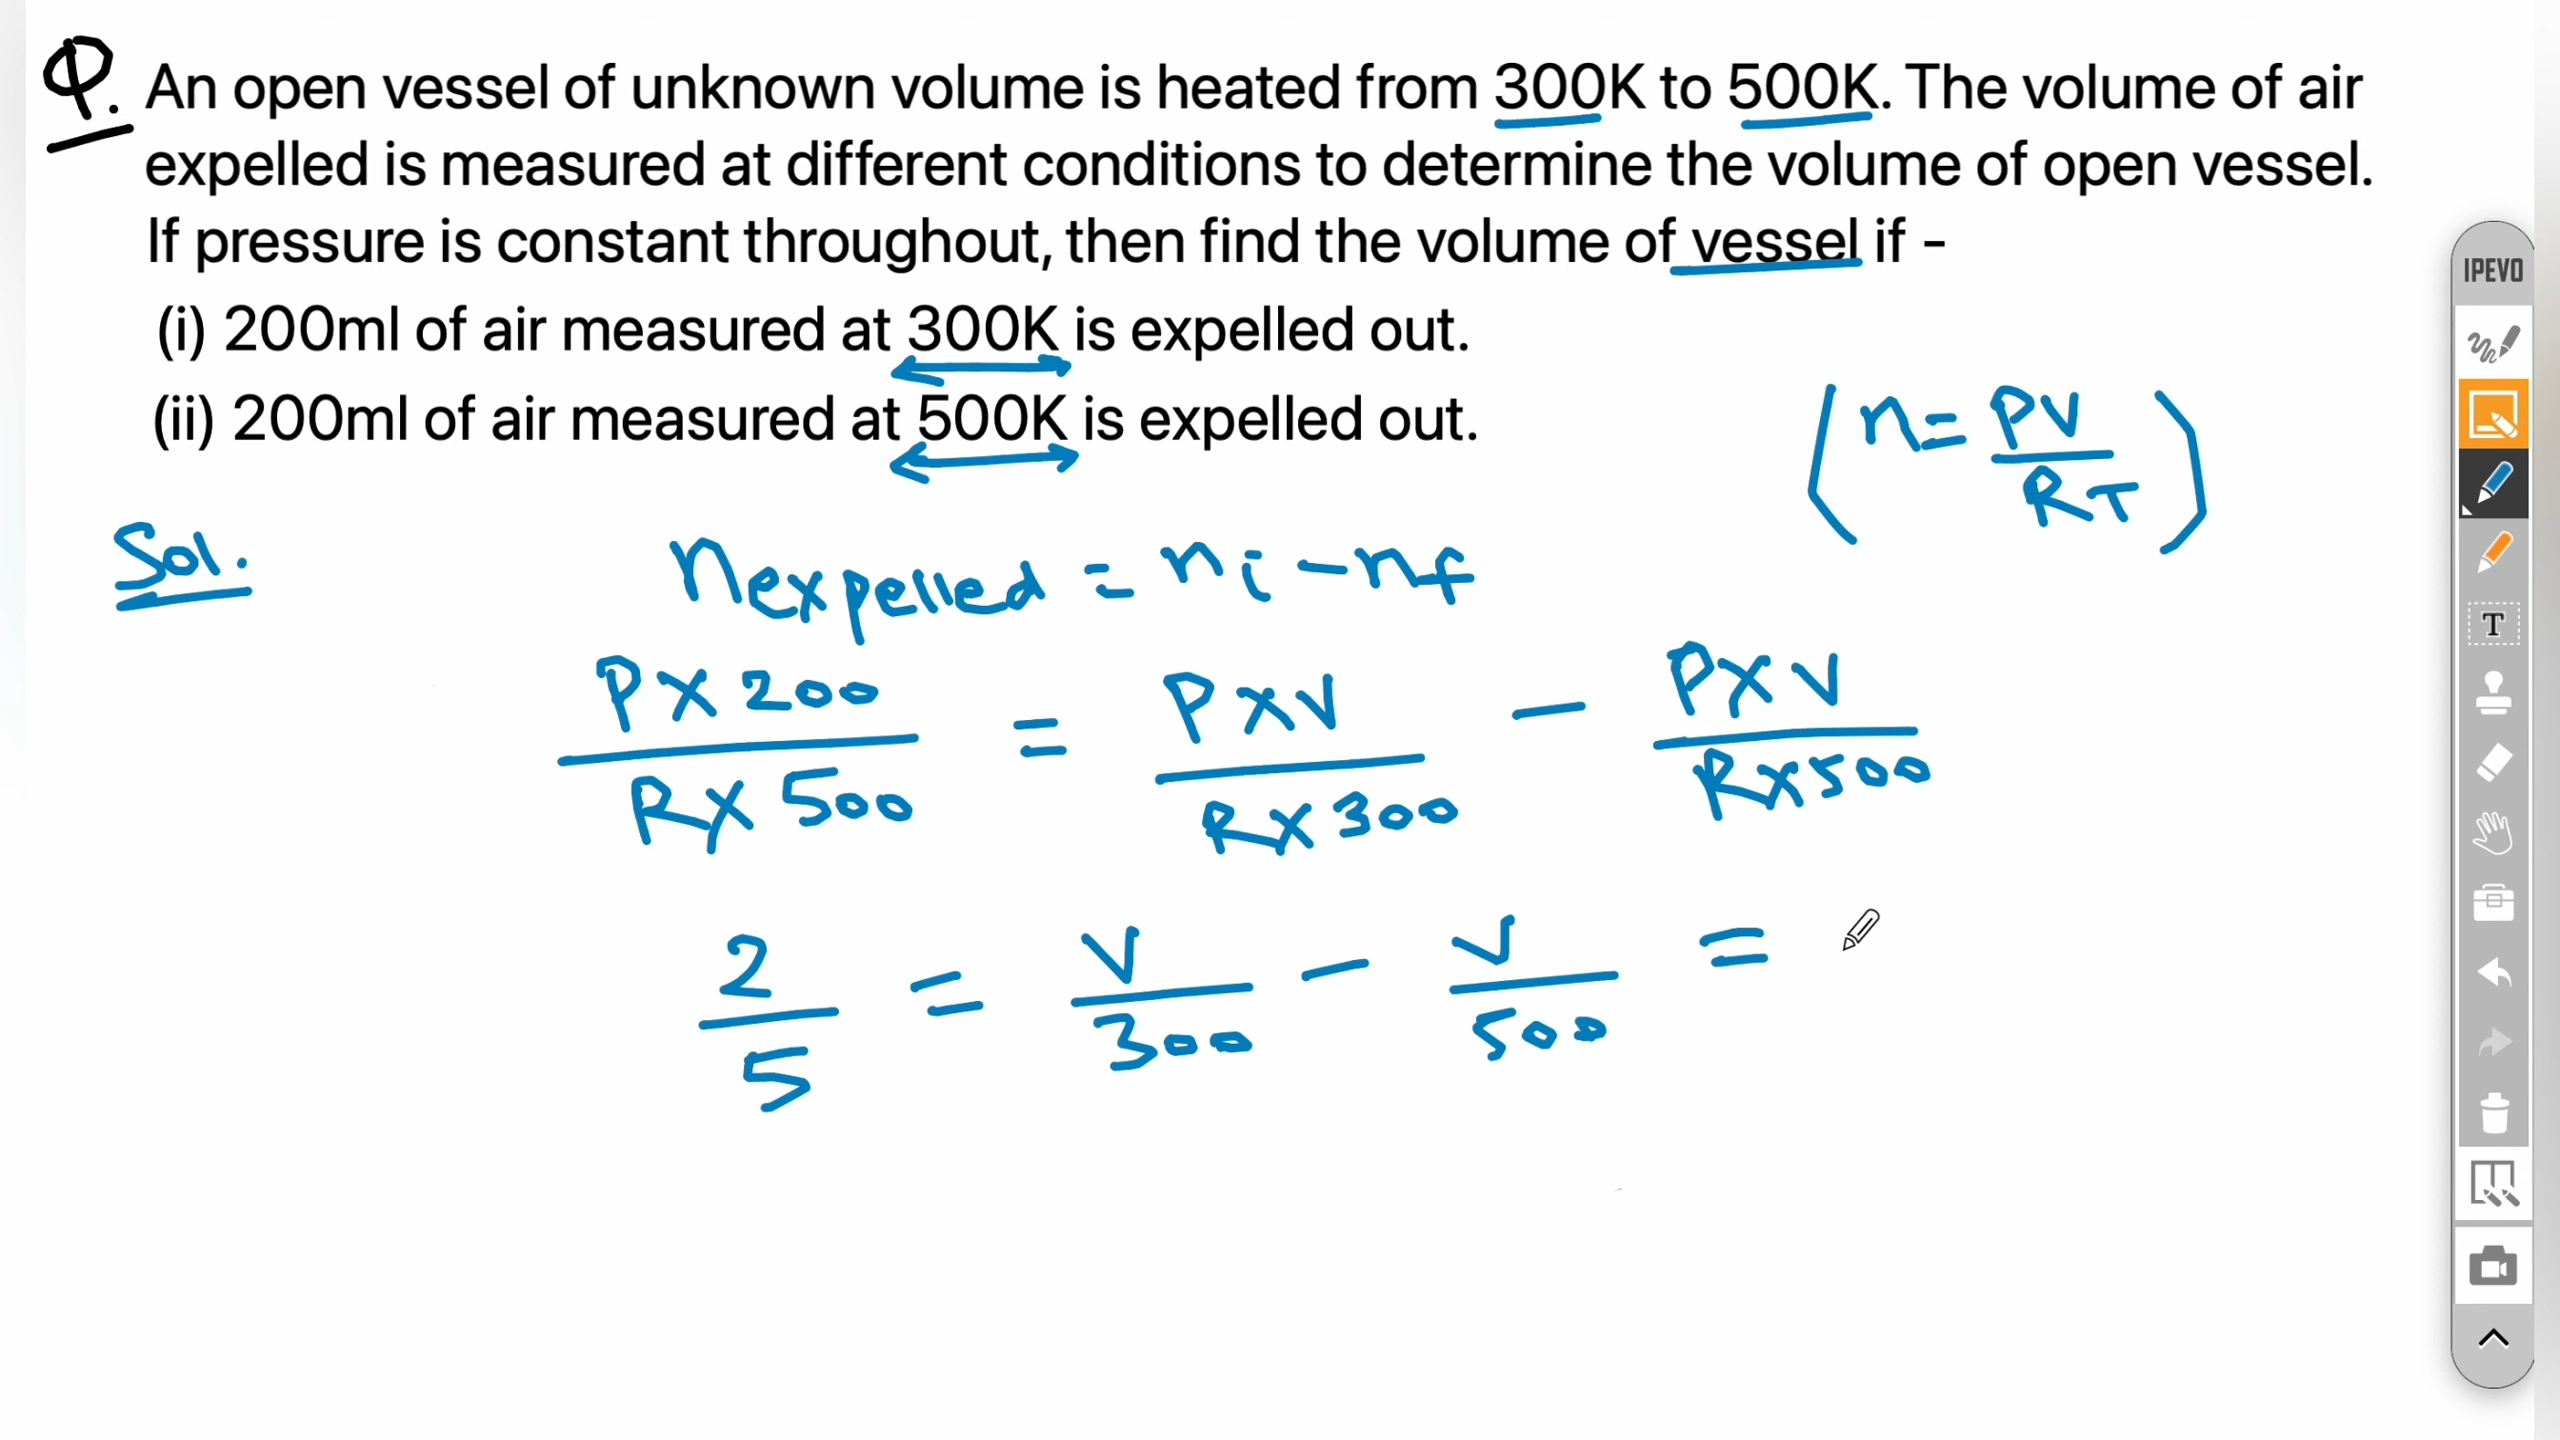 Q. An open vessel of unknown volume is heated from 300K to 500K. The volume of air
expelled is measured at different conditions to determine the volume of open vessel.
If pressure is constant throughout, then find the volume of vessel if -
(i) 200ml of air measured at 300K is expelled out.
(ii) 200ml of air measured at 500K is expelled out.
(n = PV / RT)
Sol.
n expelled = ni - nf
P X 200 / R X 500 = P X V / R X 300 - P X V / R X 500
2 / 5 = V / 300 - V / 500 =
IPEVO
T